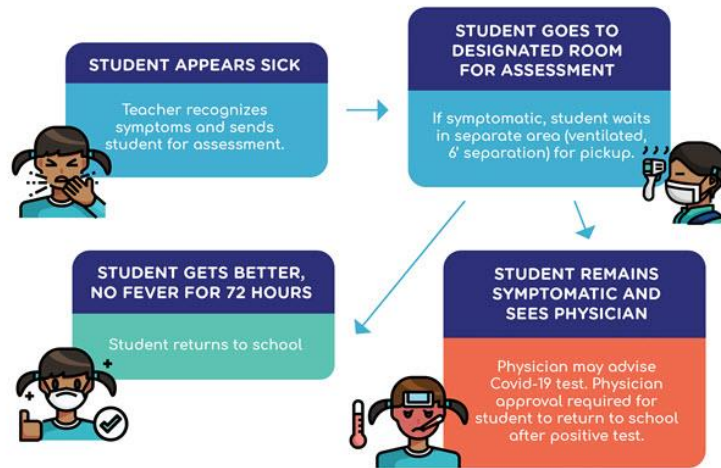 STUDENT APPEARS SICK
Teacher recognizes
symptoms and sends
student for assessment.
STUDENT GOES TO
DESIGNATED ROOM
FOR ASSESSMENT
If symptomatic, student waits
in separate area (ventilated,
6' separation) for pickup.
STUDENT GETS BETTER,
NO FEVER FOR 72 HOURS
Student returns to school
STUDENT REMAINS
SYMPTOMATIC AND
SEES PHYSICIAN
Physician may advise
Covid-19 test. Physician
approval required for
student to return to school
after positive test.